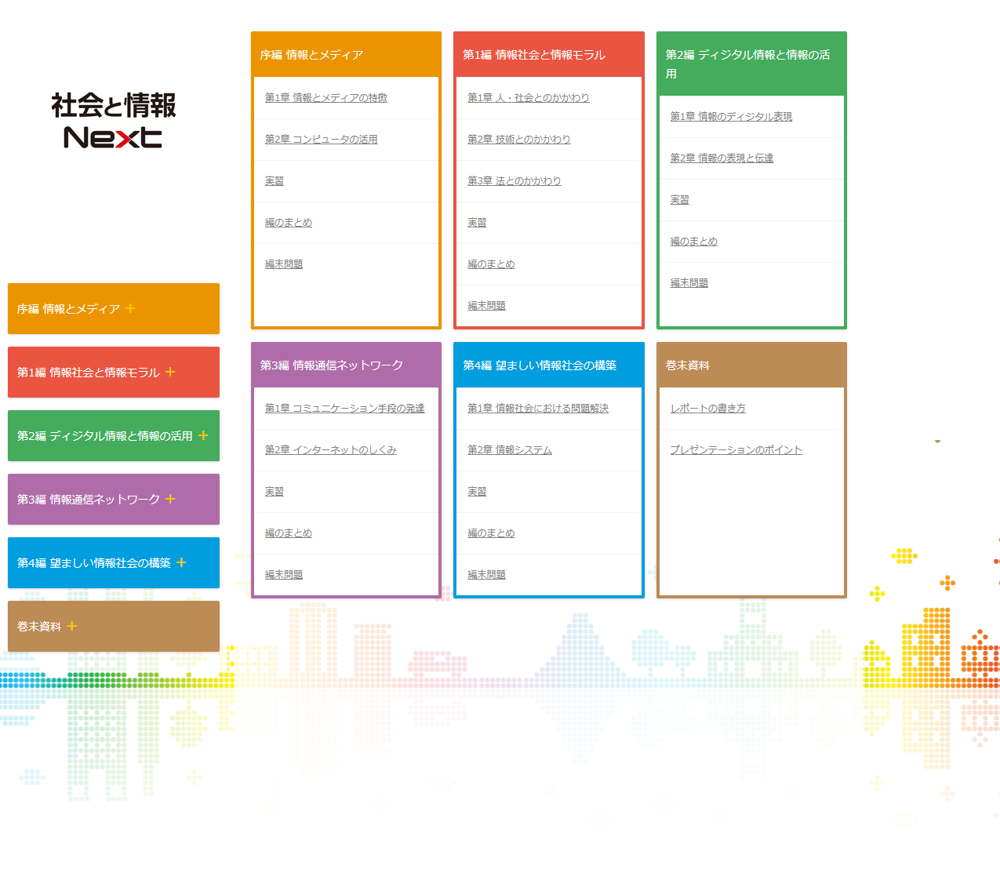 社会と情報
Next
序編 情報とメディア +
第1編 情報社会と情報モラル +
第2編 ディジタル情報と情報の活用 +
第3編 情報通信ネットワーク +
第4編 望ましい情報社会の構築 +
巻末資料 +
序編 情報とメディア
第1章 情報とメディアの特徴
第2章 コンピュータの活用
実習
編のまとめ
編末問題
第1編 情報社会と情報モラル
第1章 人・社会とのかかわり
第2章 技術とのかかわり
第3章 法とのかかわり
実習
編のまとめ
編末問題
第2編 ディジタル情報と情報の活
用
第1章 情報のディジタル表現
第2章 情報の表現と伝達
実習
編のまとめ
編末問題
第3編 情報通信ネットワーク
第1章 コミュニケーション手段の発達
第2章 インターネットのしくみ
実習
編のまとめ
編末問題
第4編 望ましい情報社会の構築
第1章 情報社会における問題解決
第2章 情報システム
実習
編のまとめ
編末問題
巻末資料
レポートの書き方
プレゼンテーションのポイント